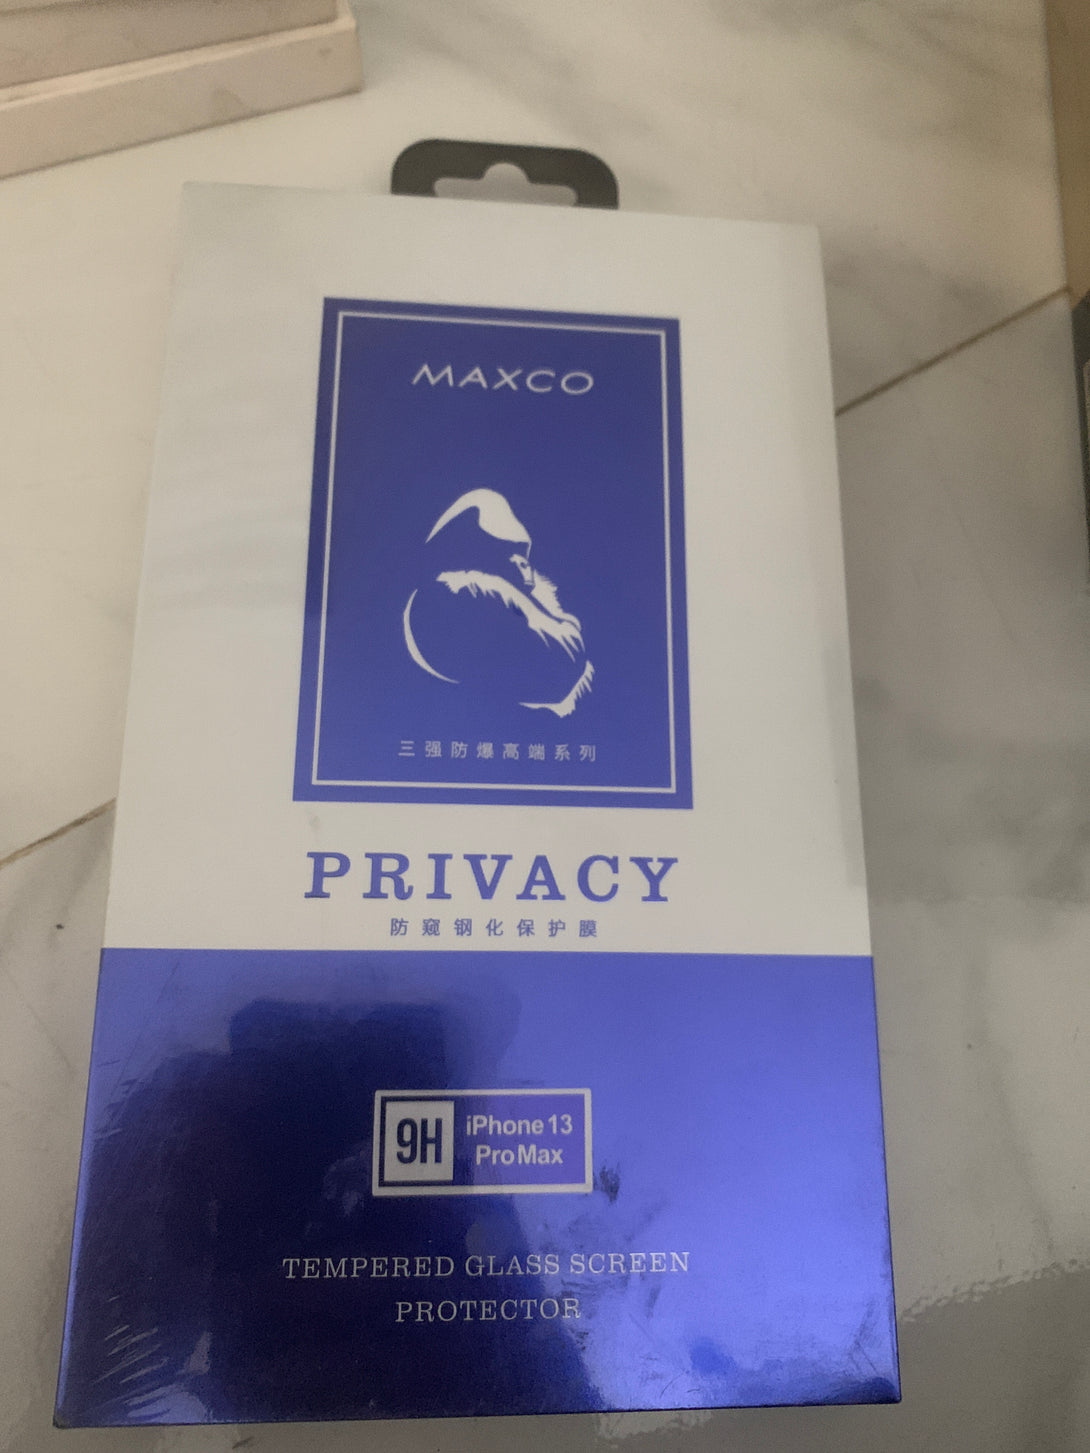 MAXCO
三强防爆高端系列
PRIVACY
防窥钢化保护膜
9H
iPhone 13
Pro Max
TEMPERED GLASS SCREEN
PROTECTOR